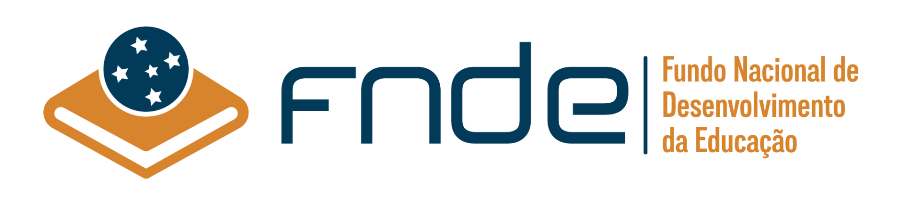 fnde
Fundo Nacional de
Desenvolvimento
da Educação